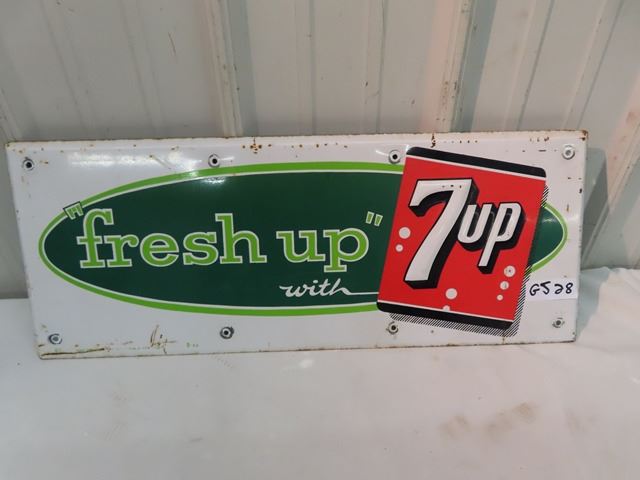 "fresh up"
with
7up
G528